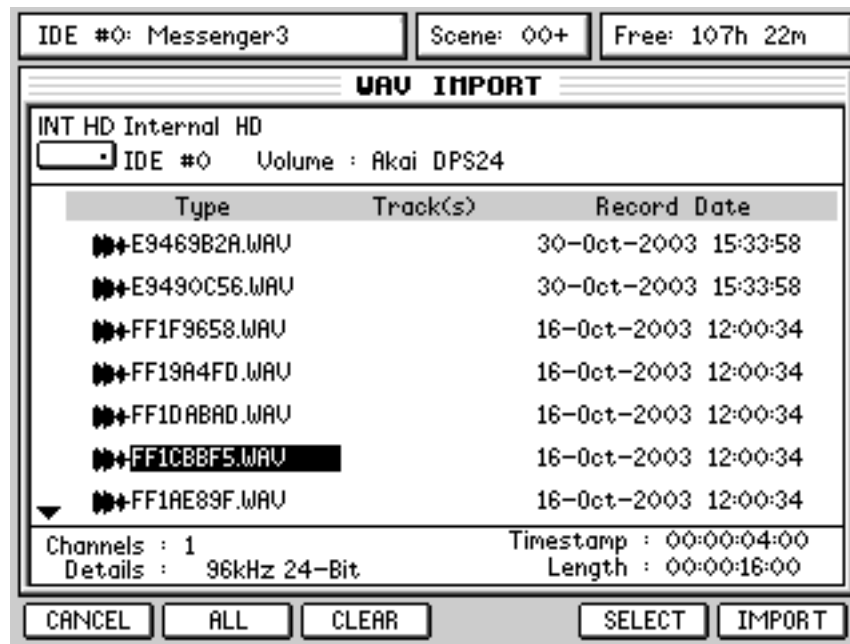 IDE #0: Messenger3 Scene: 00+ Free: 107h 22m
WAV IMPORT
INT HD Internal HD
IDE #0 Volume : Akai DPS24
Type Track(s) Record Date
E9469B2A.WAV 30-Oct-2003 15:33:58
E9490C56.WAV 30-Oct-2003 15:33:58
FF1F9658.WAV 16-Oct-2003 12:00:34
FF19A4FD.WAV 16-Oct-2003 12:00:34
FF1DABAD.WAV 16-Oct-2003 12:00:34
FF1CBBF5.WAV 16-Oct-2003 12:00:34
FF1AE89F.WAV 16-Oct-2003 12:00:34
Channels : 1 Timestamp : 00:00:04:00
Details : 96kHz 24-Bit Length : 00:00:16:00
CANCEL ALL CLEAR SELECT IMPORT